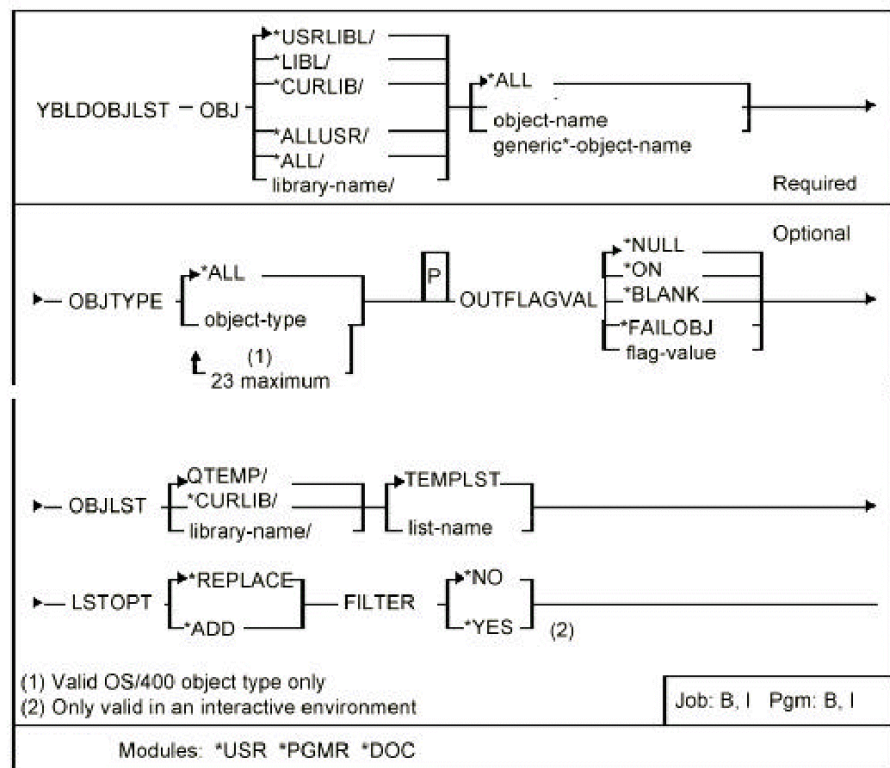 YBLDOBJLST OBJ
*USRLIBL/
*LIBL/
*CURLIB/
*ALLUSR/
*ALL/
library-name/
*ALL
object-name
generic*-object-name
Required
Optional
OBJTYPE
*ALL
object-type
(1)
23 maximum
P
OUTFLAGVAL
*NULL
*ON
*BLANK
*FAILOBJ
flag-value
OBJLST
QTEMP/
*CURLIB/
library-name/
TEMPLST
list-name
LSTOPT
*REPLACE
*ADD
FILTER
*NO
*YES (2)
(1) Valid OS/400 object type only
(2) Only valid in an interactive environment
Job: B, I Pgm: B, I
Modules: *USR *PGMR *DOC